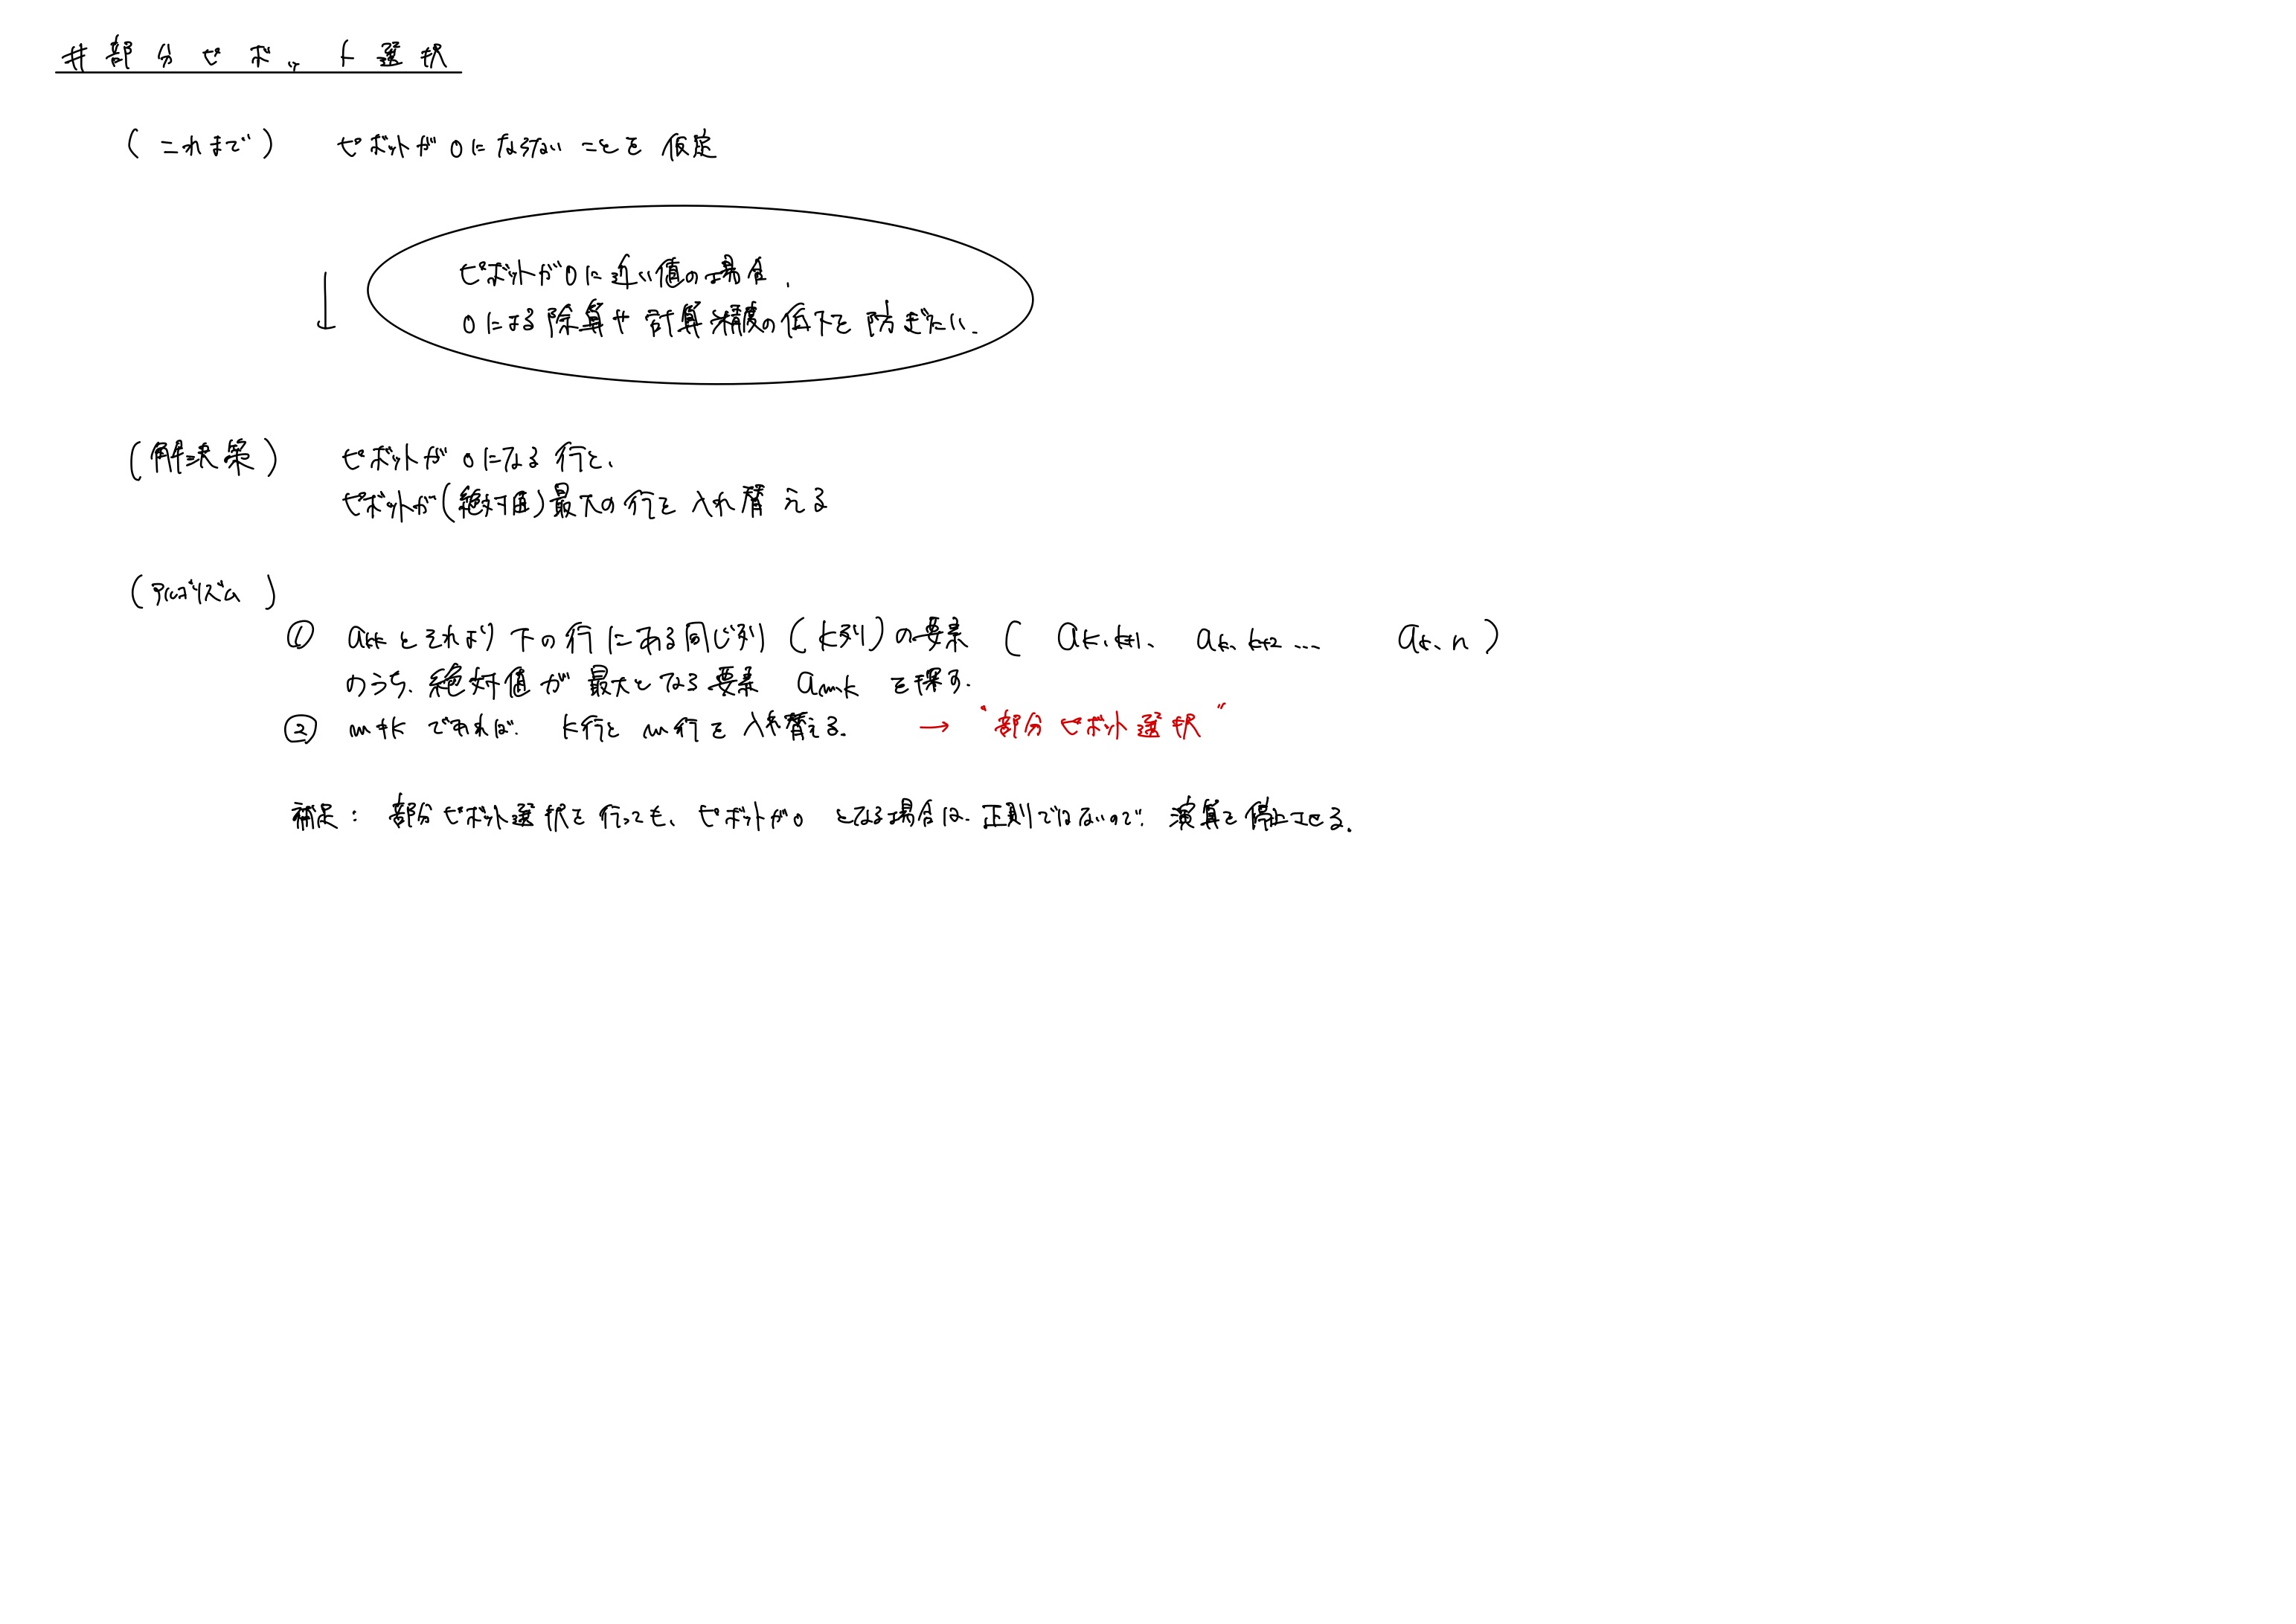 # 部分ピボット選択
(これまで) ピボットが0にならないことを仮定
ピボットが0に近い値の場合、
0による除算や計算精度の低下を防ぎたい.
(解決策) ピボットが0になる行と、
ピボットが(絶対値)最大の行を入れ替える
(アルゴリズム)
① akkとそれより下の行にある同じ列(k列)の要素 ( ak、k+1、 ak、k+2 ... ak、n )
のうち、絶対値が最大となる要素 am、k を探す.
② m≠k であれば、 k行と m行を入れ替える. → "部分ピボット選択"
補足: 部分ピボット選択を行っても、ピボットが0 となる場合は、正則ではないので、演算を停止させる.